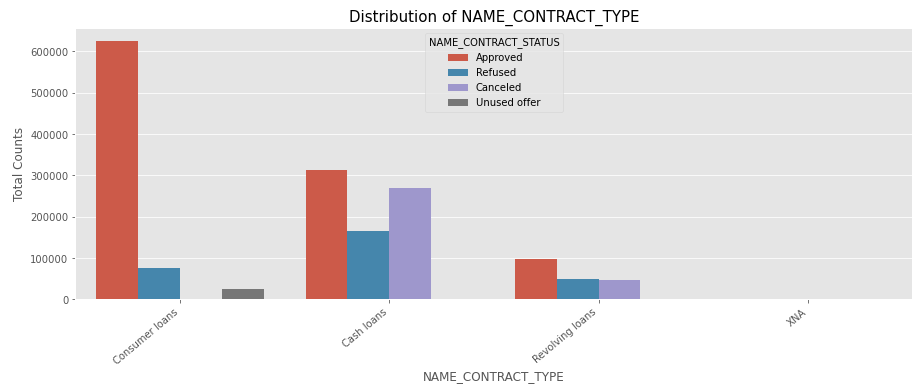 Distribution of NAME_CONTRACT_TYPE
NAME_CONTRACT_STATUS
Approved
Refused
Canceled
Unused offer
Total Counts
600000
500000
400000
300000
200000
100000
0
Consumer loans
Cash loans
Revolving loans
XNA
NAME_CONTRACT_TYPE